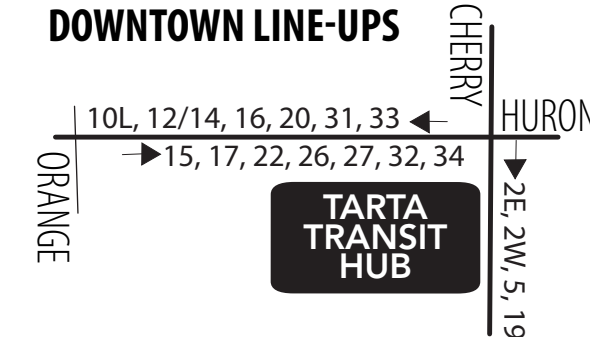 DOWNTOWN LINE-UPS
CHERRY
10L, 12/14, 16, 20, 31, 33
HURON
15, 17, 22, 26, 27, 32, 34
ORANGE
TARTA
TRANSIT
HUB
2E, 2W, 5, 19